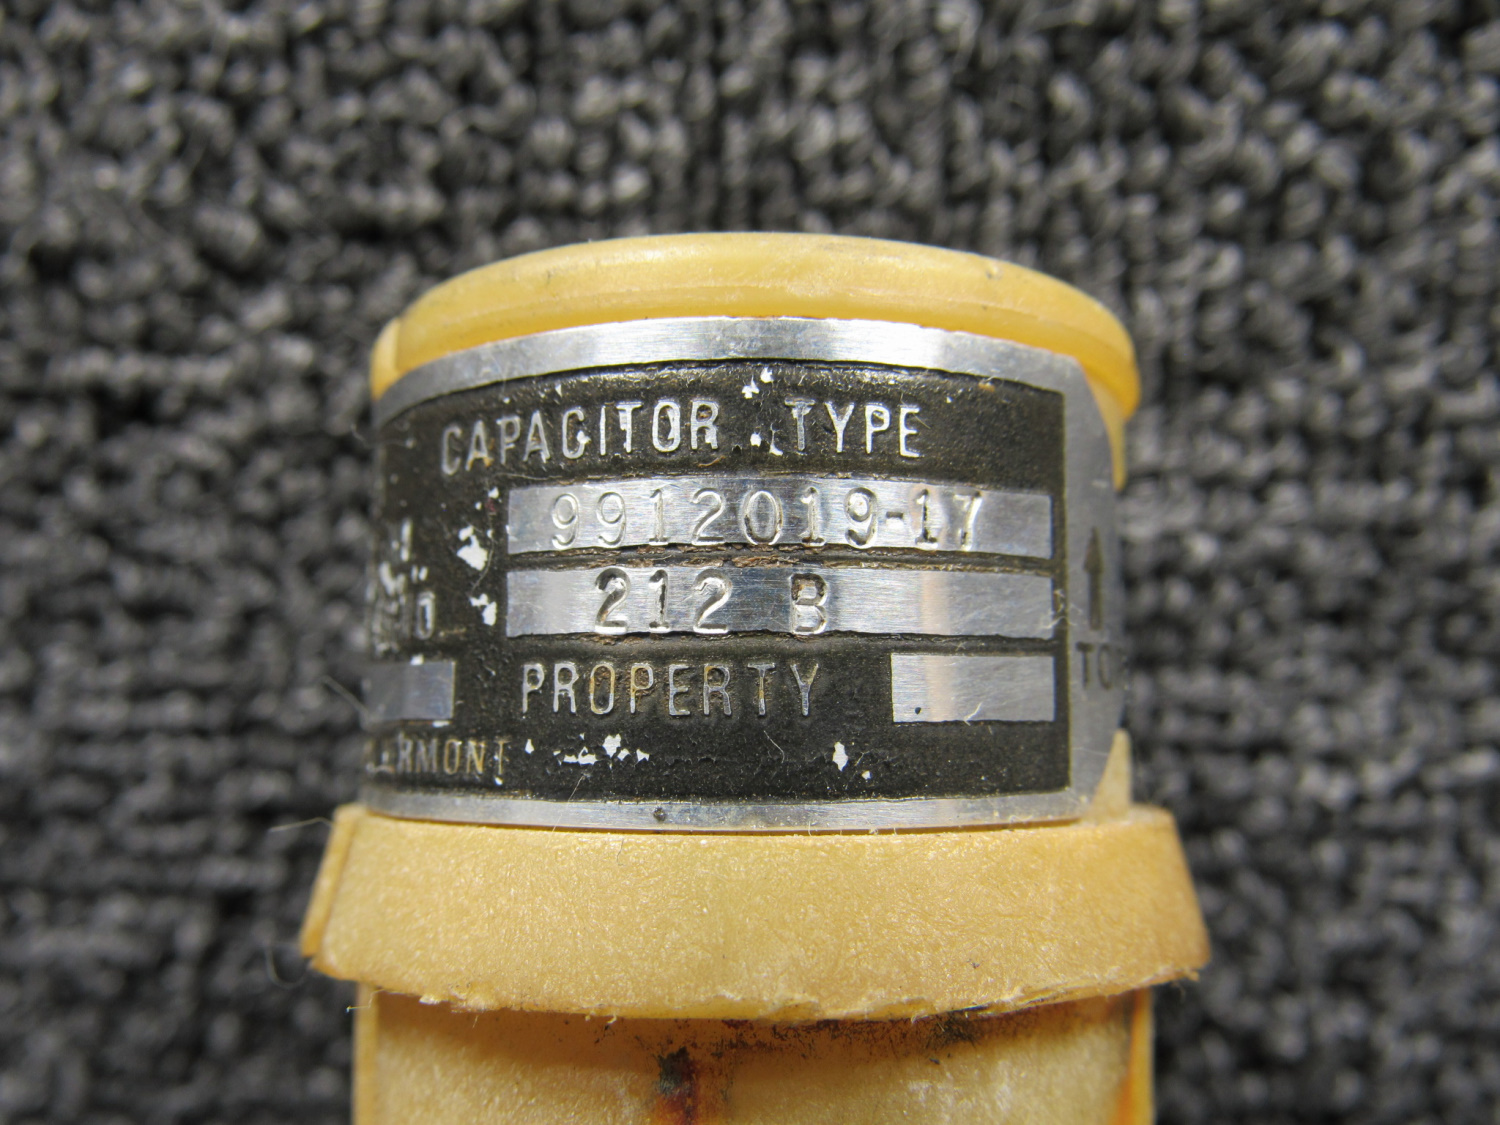 CAPACITOR TYPE
9912019-17
212 B
PROPERTY